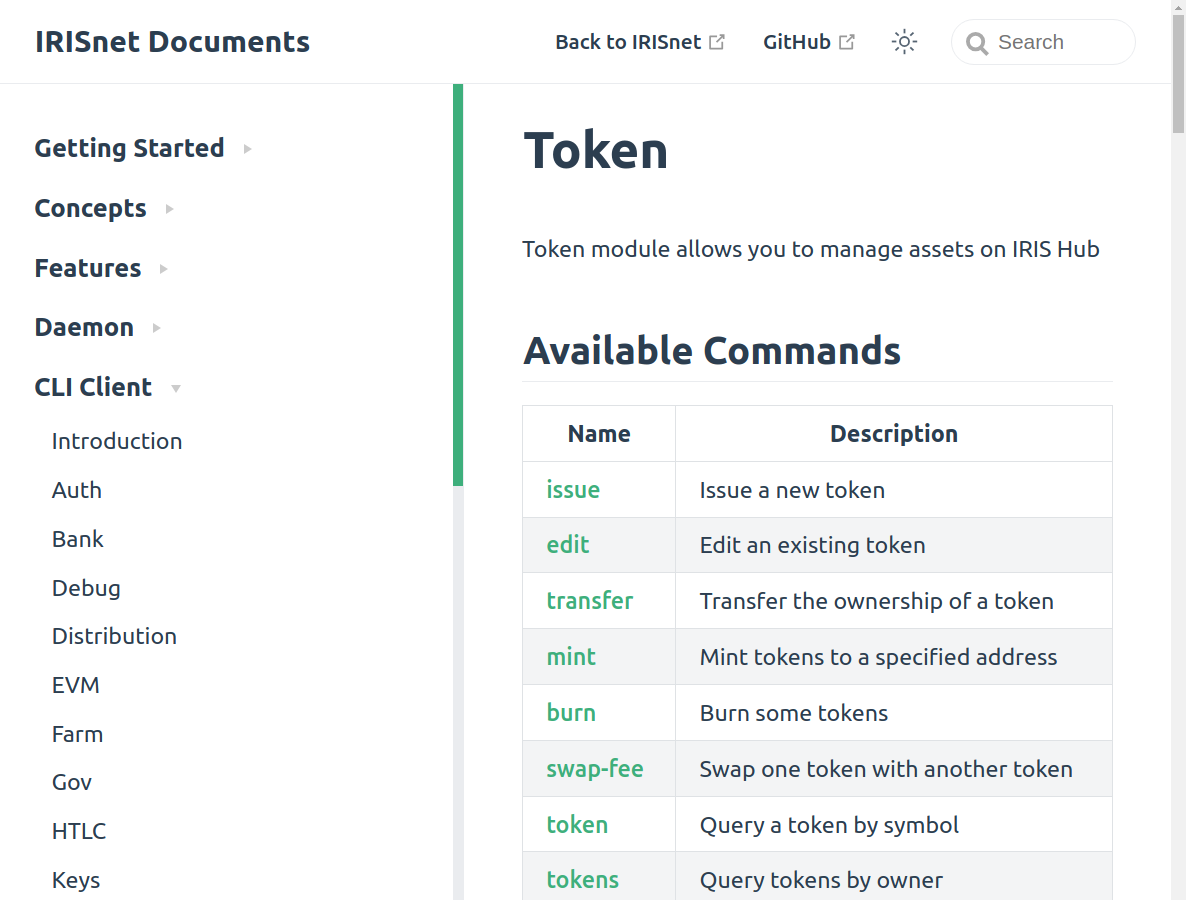 IRISnet Documents
Back to IRISnet
GitHub
Search
Getting Started
Concepts
Features
Daemon
CLI Client
Introduction
Auth
Bank
Debug
Distribution
EVM
Farm
Gov
HTLC
Keys
Token
Token module allows you to manage assets on IRIS Hub
Available Commands
Name Description
issue Issue a new token
edit Edit an existing token
transfer Transfer the ownership of a token
mint Mint tokens to a specified address
burn Burn some tokens
swap-fee Swap one token with another token
token Query a token by symbol
tokens Query tokens by owner